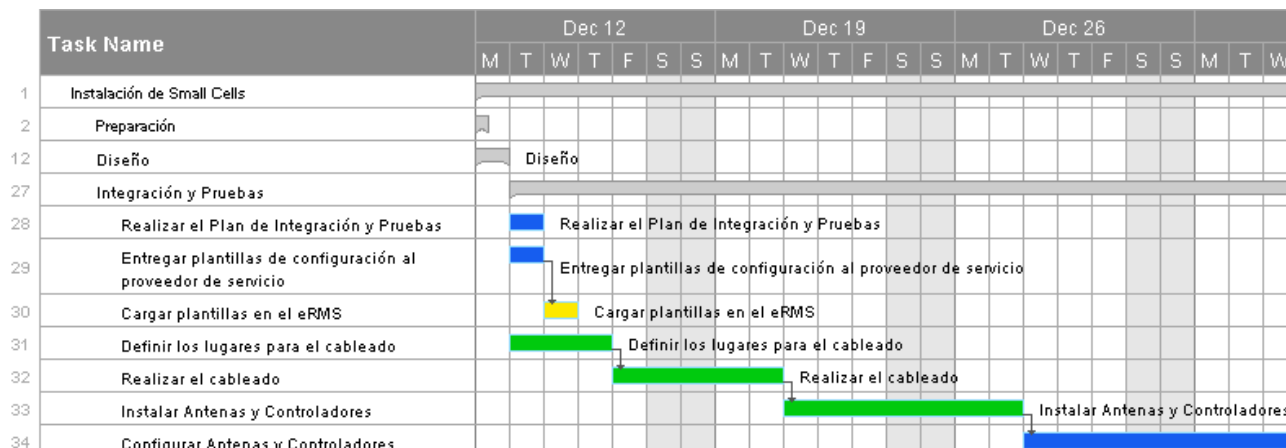 Task Name
Dec 12 Dec 19 Dec 26
M T W T F S S M T W T F S S M T W T F S S M T W
1 Instalación de Small Cells
2 Preparación
12 Diseño Diseño
27 Integración y Pruebas
28 Realizar el Plan de Integración y Pruebas Realizar el Plan de Integración y Pruebas
29 Entregar plantillas de configuración al
proveedor de servicio Entregar plantillas de configuración al proveedor de servicio
30 Cargar plantillas en el eRMS Cargar plantillas en el eRMS
31 Definir los lugares para el cableado Definir los lugares para el cableado
32 Realizar el cableado Realizar el cableado
33 Instalar Antenas y Controladores Instalar Antenas y Controladores
34 Configurar Antenas y Controladores